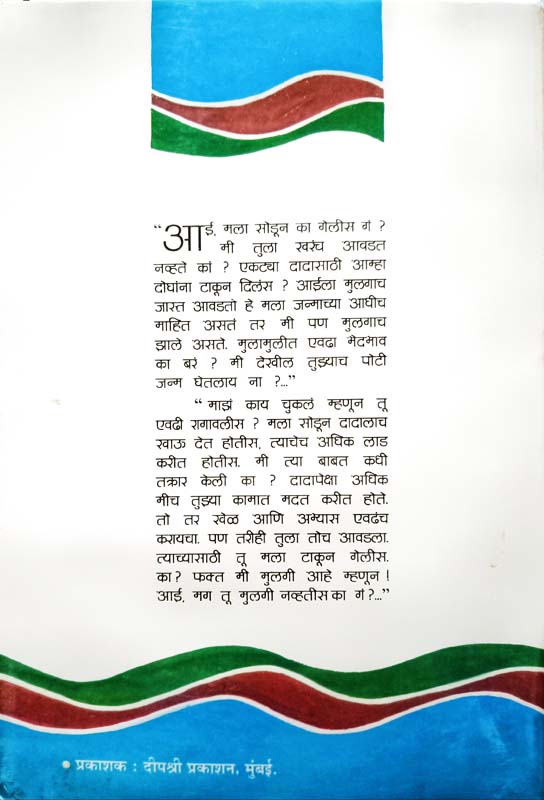 “आई, मला सोडून का गेलीस गं ?
मी तुला खरंच आवडत
नव्हते कां ? एकट्या दादासाठी आम्हा
दोघांना टाकून दिलंस ? आईला मुलगाच
जास्त आवडतो हे मला जन्माच्या आधीच
माहित असतं तर मी पण मुलगाच
झाले असते. मुलामुलीत एवढा भेदभाव
का बरं ? मी देखील तुझ्याच पोटी
जन्म घेतलाय ना ?...”
“ माझं काय चुकलं म्हणून तू
एवढी रागावलीस ? मला सोडून दादालाच
खाऊ देत होतीस, त्याचेच अधिक लाड
करीत होतीस. मी त्या बाबत कधी
तक्रार केली का ? दादापेक्षा अधिक
मीच तुझ्या कामात मदत करीत होते.
तो तर खेळ आणि अभ्यास एवढंच
करायचा. पण तरीही तुला तोच आवडला.
त्याच्यासाठी तू मला टाकून गेलीस.
का? फक्त मी मुलगी आहे म्हणून !
आई, मग तू मुलगी नव्हतीस का गं ?...”
• प्रकाशक : दीपश्री प्रकाशन, मुंबई.